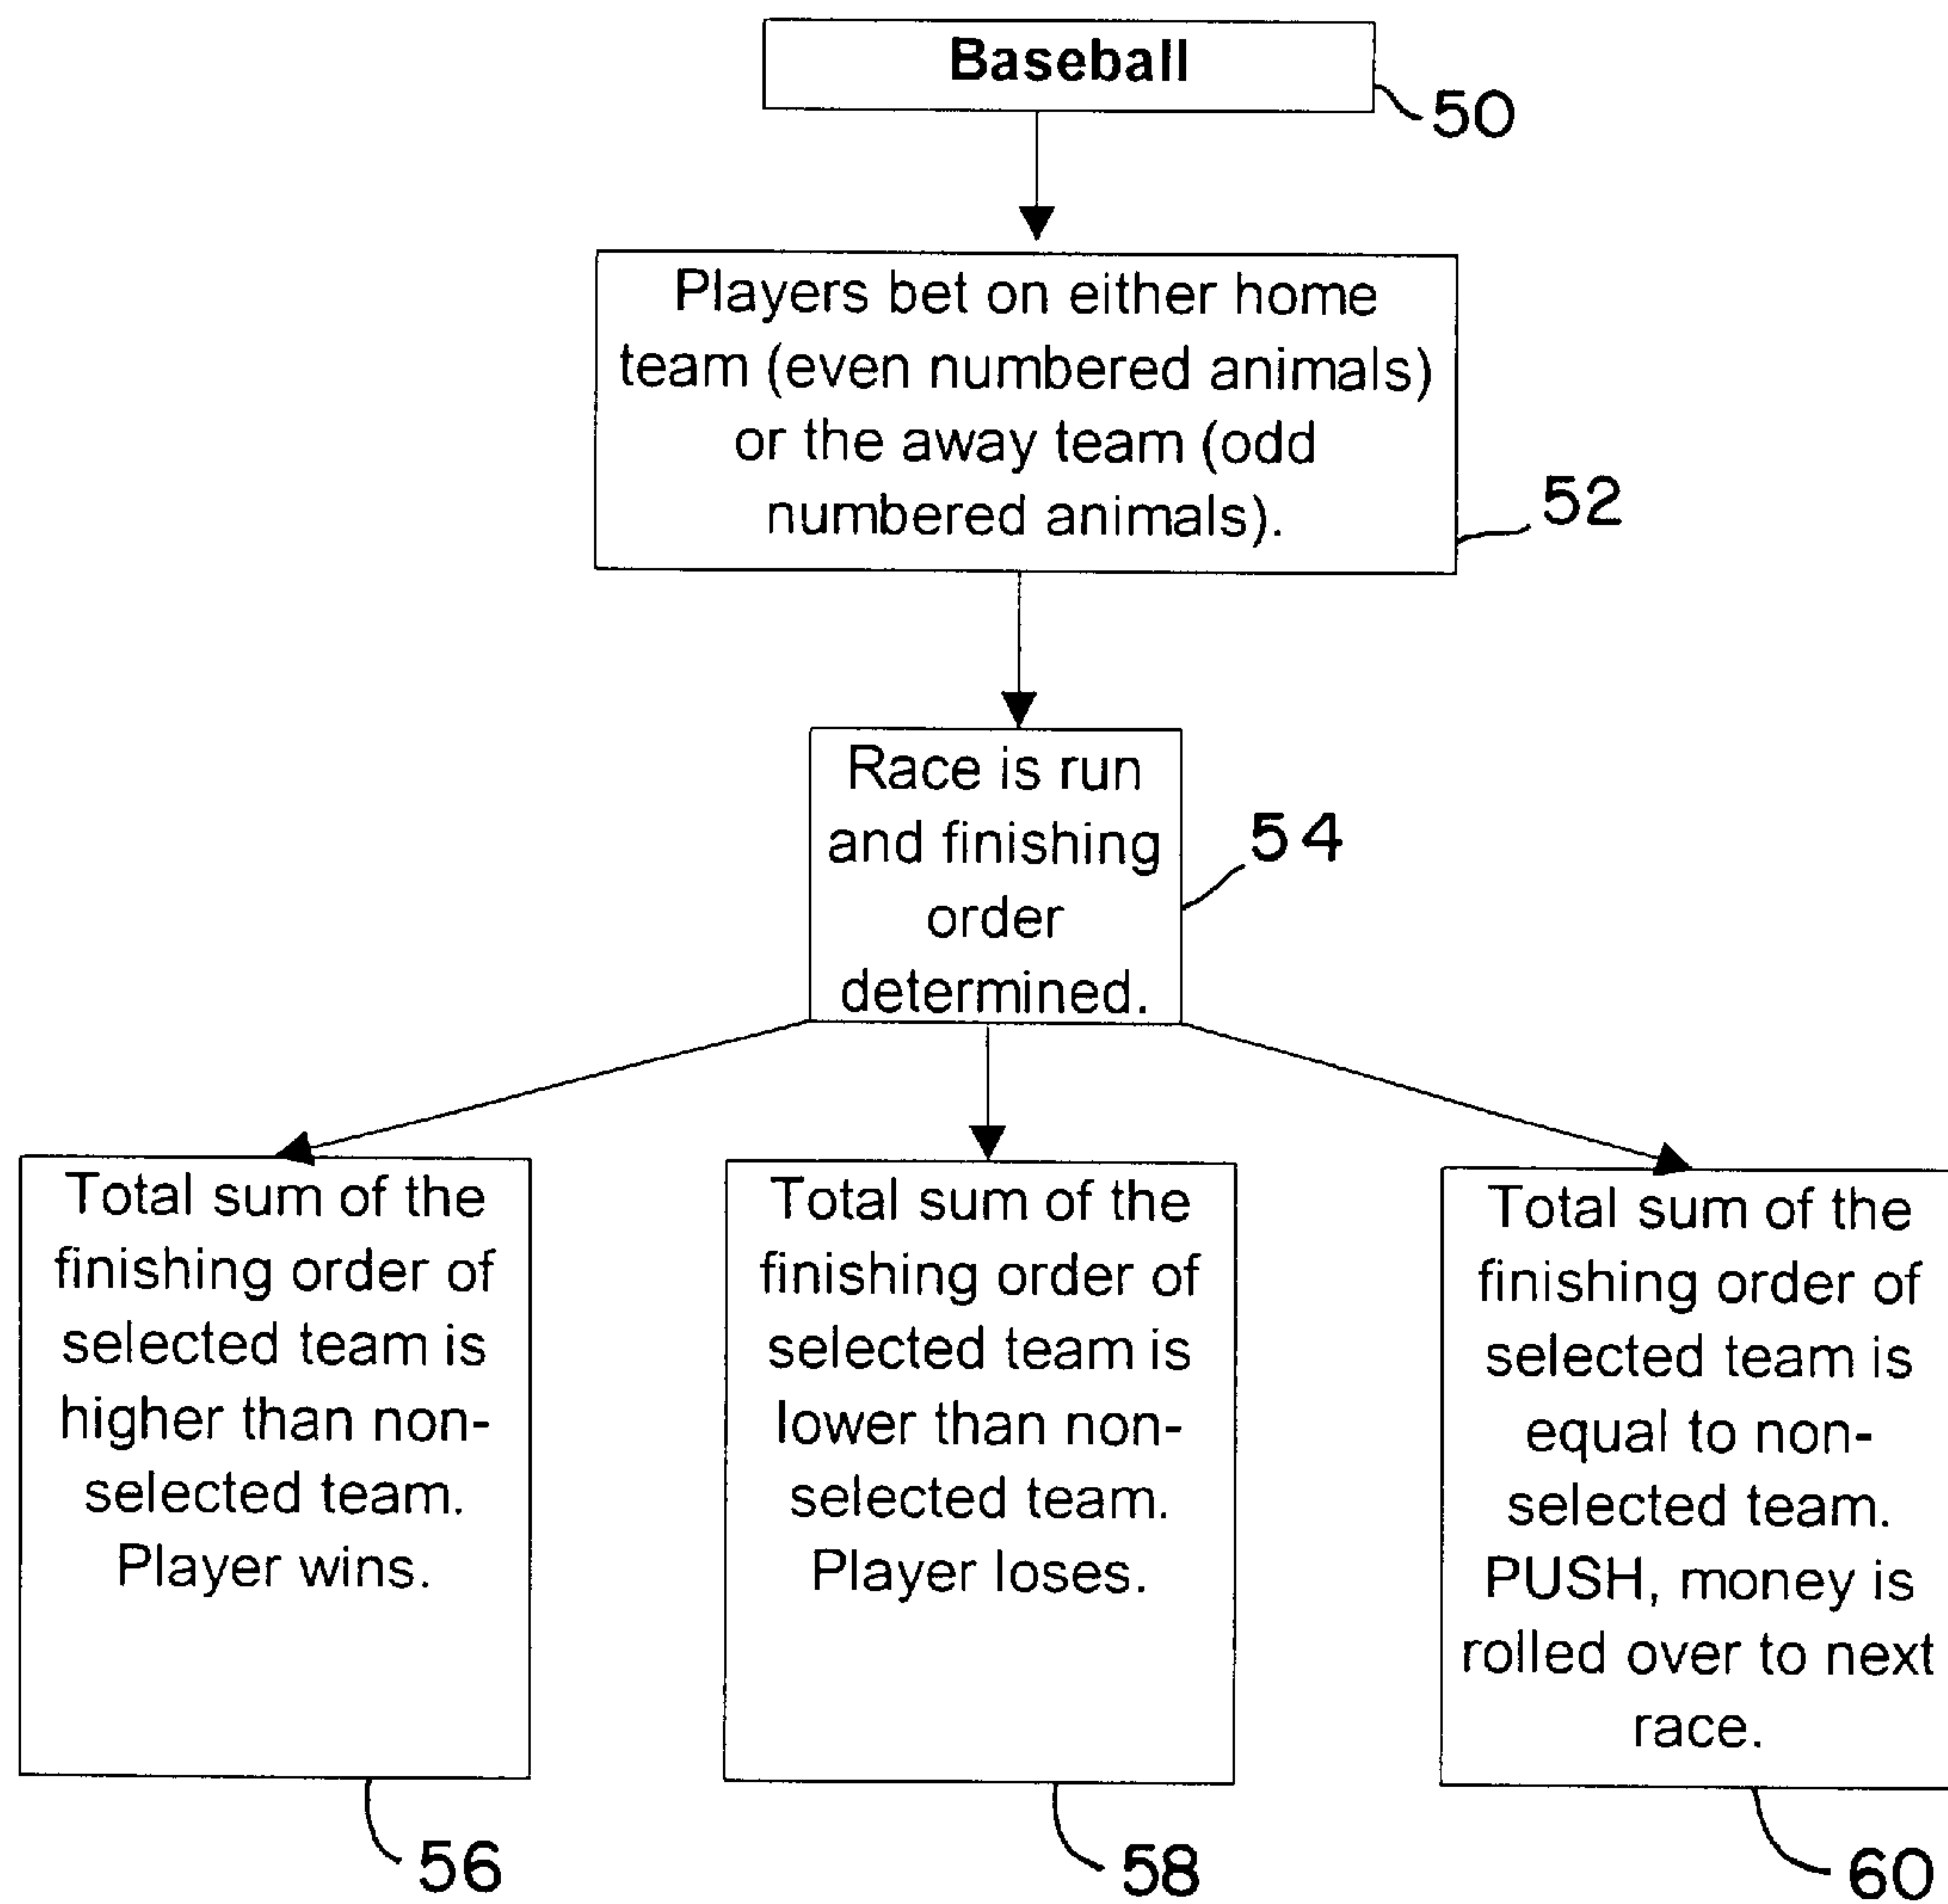 Baseball
50
Players bet on either home
team (even numbered animals)
or the away team (odd
numbered animals).
52
Race is run
and finishing
order
determined.
54
Total sum of the
finishing order of
selected team is
higher than non-
selected team.
Player wins.
56
Total sum of the
finishing order of
selected team is
lower than non-
selected team.
Player loses.
58
Total sum of the
finishing order of
selected team is
equal to non-
selected team.
PUSH, money is
rolled over to next
race.
60